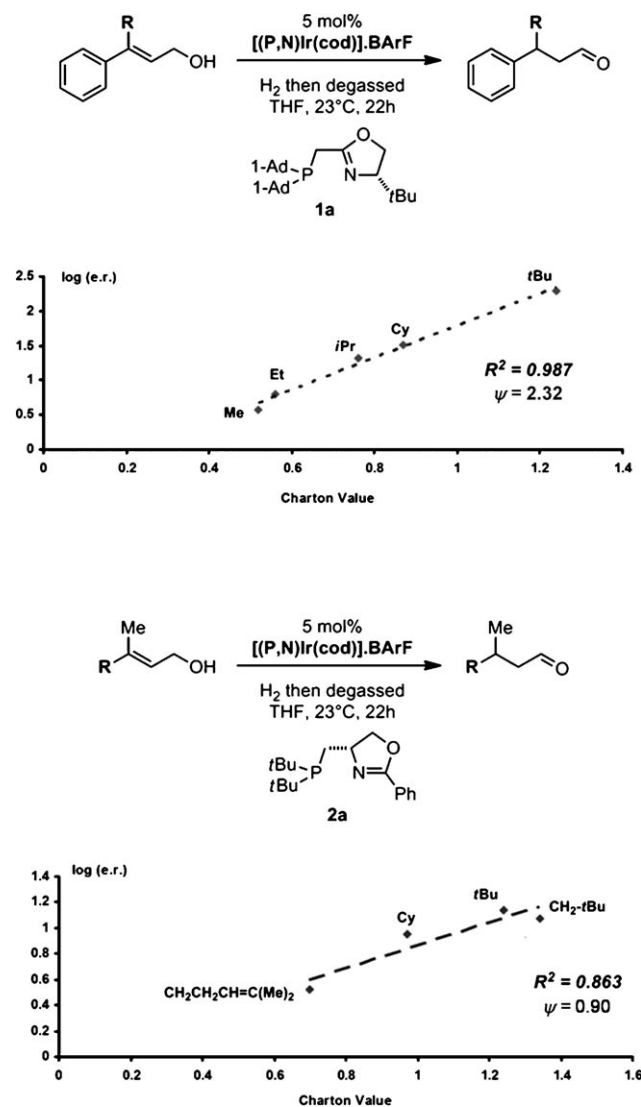 R
OH
5 mol%
[(P,N)Ir(cod)].BArF
H2 then degassed
THF, 23°C, 22h
R
O
1-Ad
1-Ad
P
O
N
tBu
1a
log (e.r.)
2.5
2
1.5
1
0.5
0
Me
Et
iPr
Cy
tBu
R² = 0.987
ψ = 2.32
0 0.2 0.4 0.6 0.8 1 1.2 1.4
Charton Value
Me
R
OH
5 mol%
[(P,N)Ir(cod)].BArF
H2 then degassed
THF, 23°C, 22h
Me
R
O
tBu
tBu
P
O
N
Ph
2a
log (e.r.)
1.4
1.2
1
0.8
0.6
0.4
0.2
0
CH2CH2CH=C(Me)2
Cy
tBu
CH2-tBu
R² = 0.863
ψ = 0.90
0 0.2 0.4 0.6 0.8 1 1.2 1.4 1.6
Charton Value